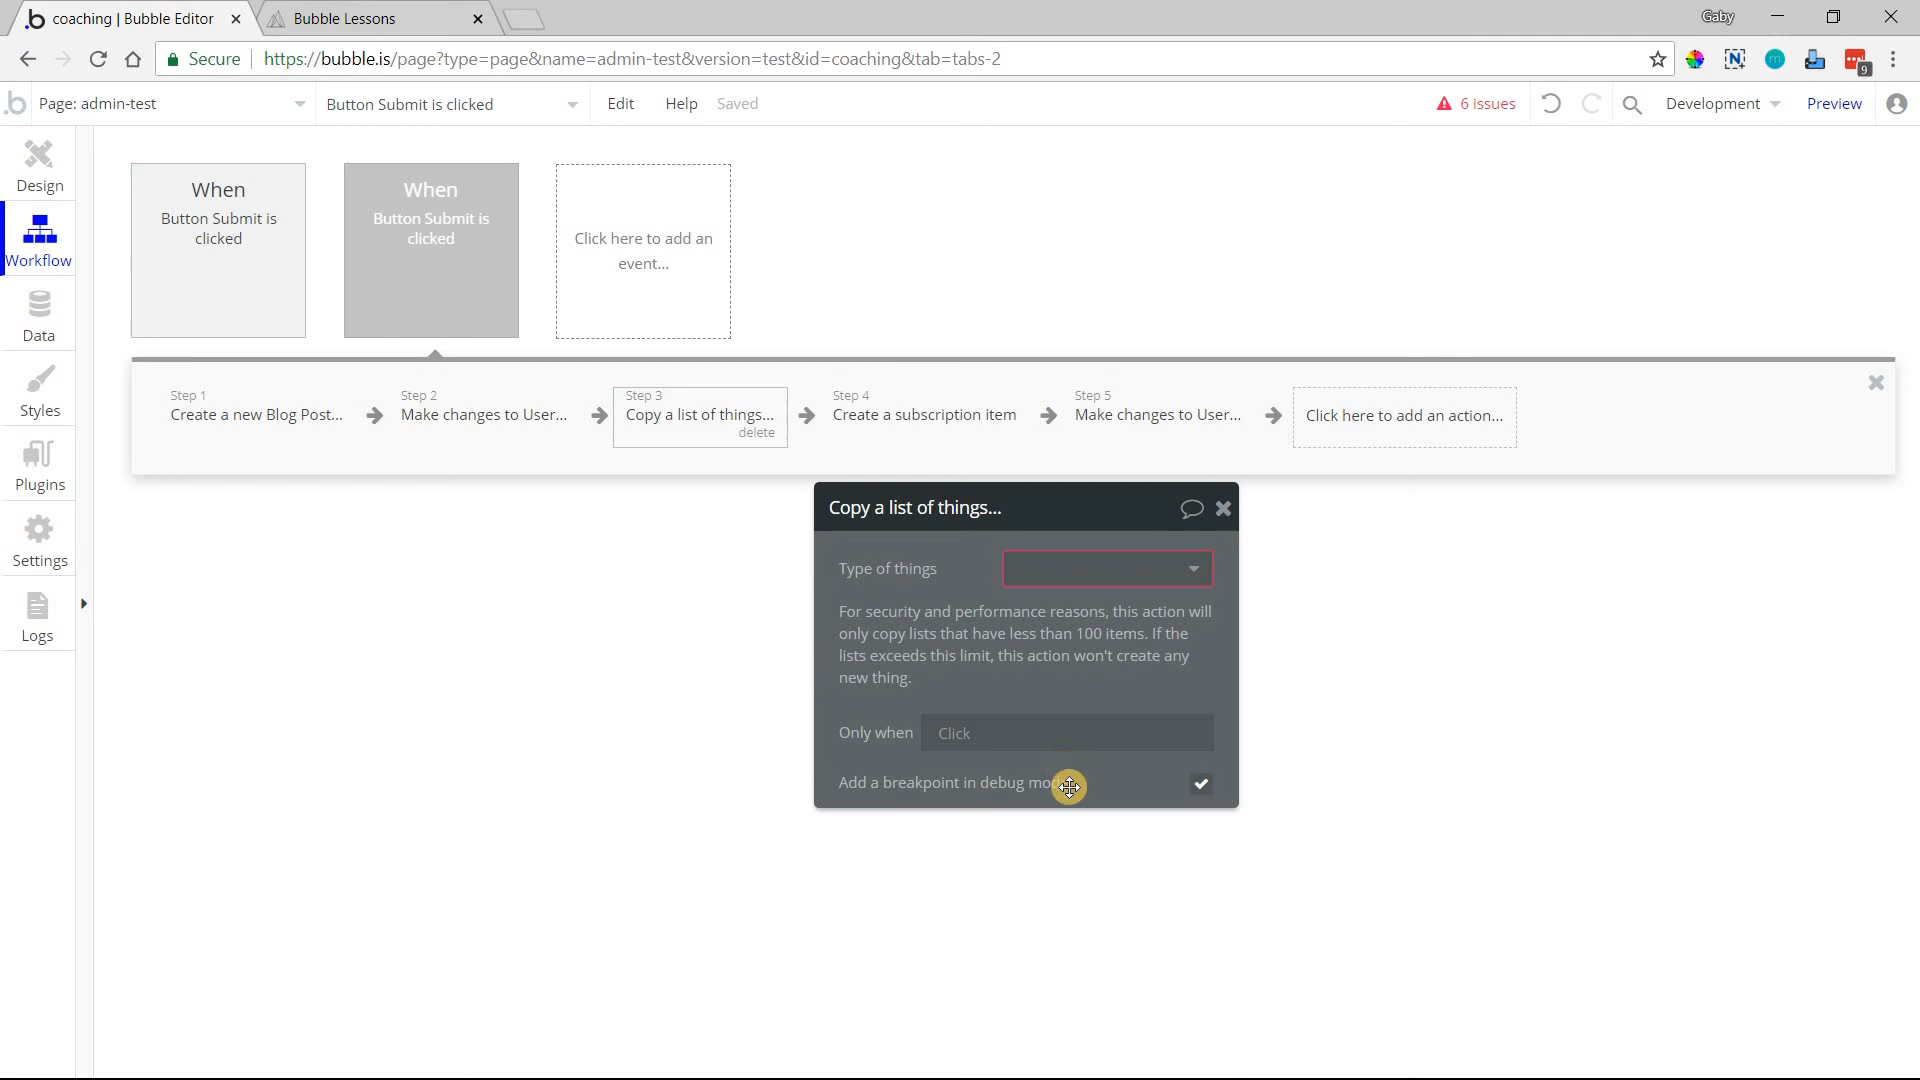 coaching | Bubble Editor
Bubble Lessons
Gaby
Secure
https://bubble.is/page?type=page&name=admin-test&version=test&id=coaching&tab=tabs-2
9
Page: admin-test
Button Submit is clicked
Edit
Help
Saved
6 issues
Development
Preview
Design
Workflow
Data
Styles
Plugins
Settings
Logs
When
Button Submit is
clicked
When
Button Submit is
clicked
Click here to add an
event...
Step 1
Create a new Blog Post...
Step 2
Make changes to User...
Step 3
Copy a list of things...
delete
Step 4
Create a subscription item
Step 5
Make changes to User...
Click here to add an action...
Copy a list of things...
Type of things
For security and performance reasons, this action will
only copy lists that have less than 100 items. If the
lists exceeds this limit, this action won't create any
new thing.
Only when
Click
Add a breakpoint in debug mod